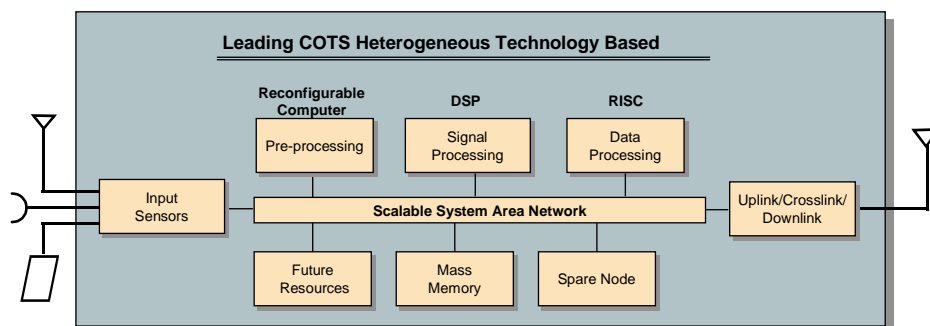 Leading COTS Heterogeneous Technology Based
Reconfigurable
Computer
DSP
RISC
Pre-processing
Signal
Processing
Data
Processing
Input
Sensors
Scalable System Area Network
Uplink/Crosslink/
Downlink
Future
Resources
Mass
Memory
Spare Node